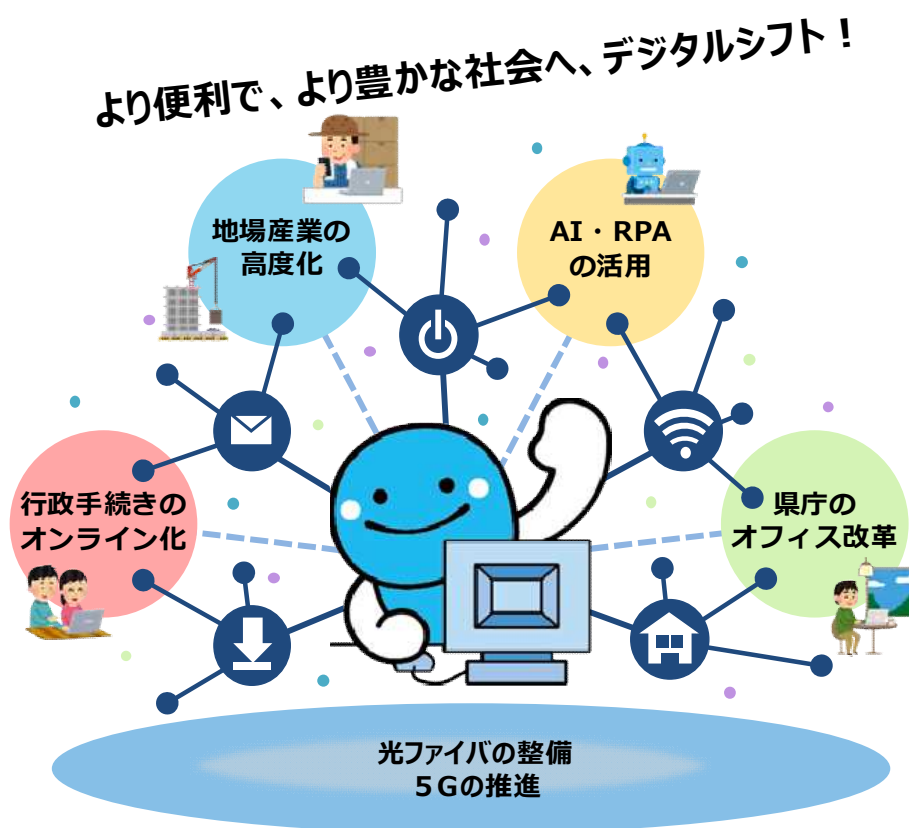 より便利で、より豊かな社会へ、デジタルシフト！
地場産業の
高度化
AI・RPA
の活用
行政手続きの
オンライン化
県庁の
オフィス改革
光ファイバの整備
５Gの推進